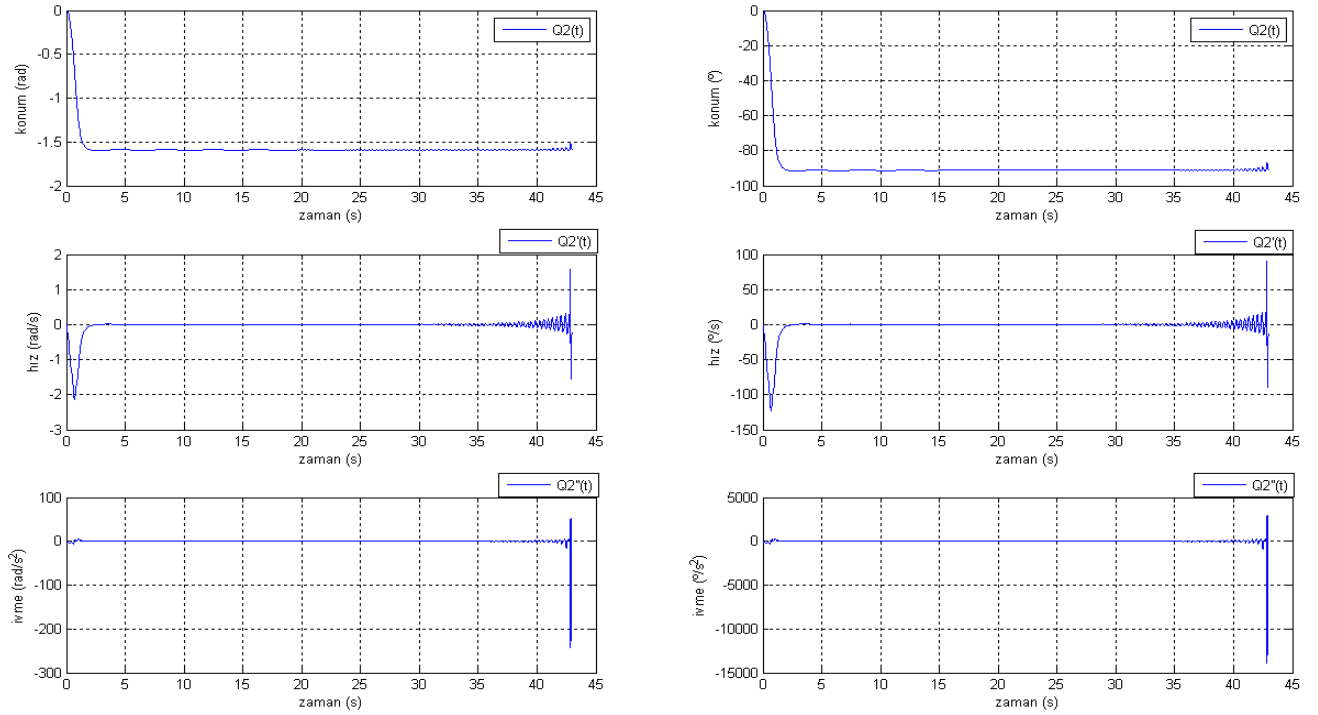 Q2(t)
0
-0.5
-1
-1.5
-2
konum (rad)
0 5 10 15 20 25 30 35 40 45
zaman (s)
Q2(t)
0
-20
-40
-60
-80
-100
konum (º)
0 5 10 15 20 25 30 35 40 45
zaman (s)
Q2'(t)
2
1
0
-1
-2
-3
hız (rad/s)
0 5 10 15 20 25 30 35 40 45
zaman (s)
Q2'(t)
100
50
0
-50
-100
-150
hız (º/s)
0 5 10 15 20 25 30 35 40 45
zaman (s)
Q2''(t)
100
0
-100
-200
-300
ivme (rad/s²)
0 5 10 15 20 25 30 35 40 45
zaman (s)
Q2''(t)
5000
0
-5000
-10000
-15000
ivme (º/s²)
0 5 10 15 20 25 30 35 40 45
zaman (s)